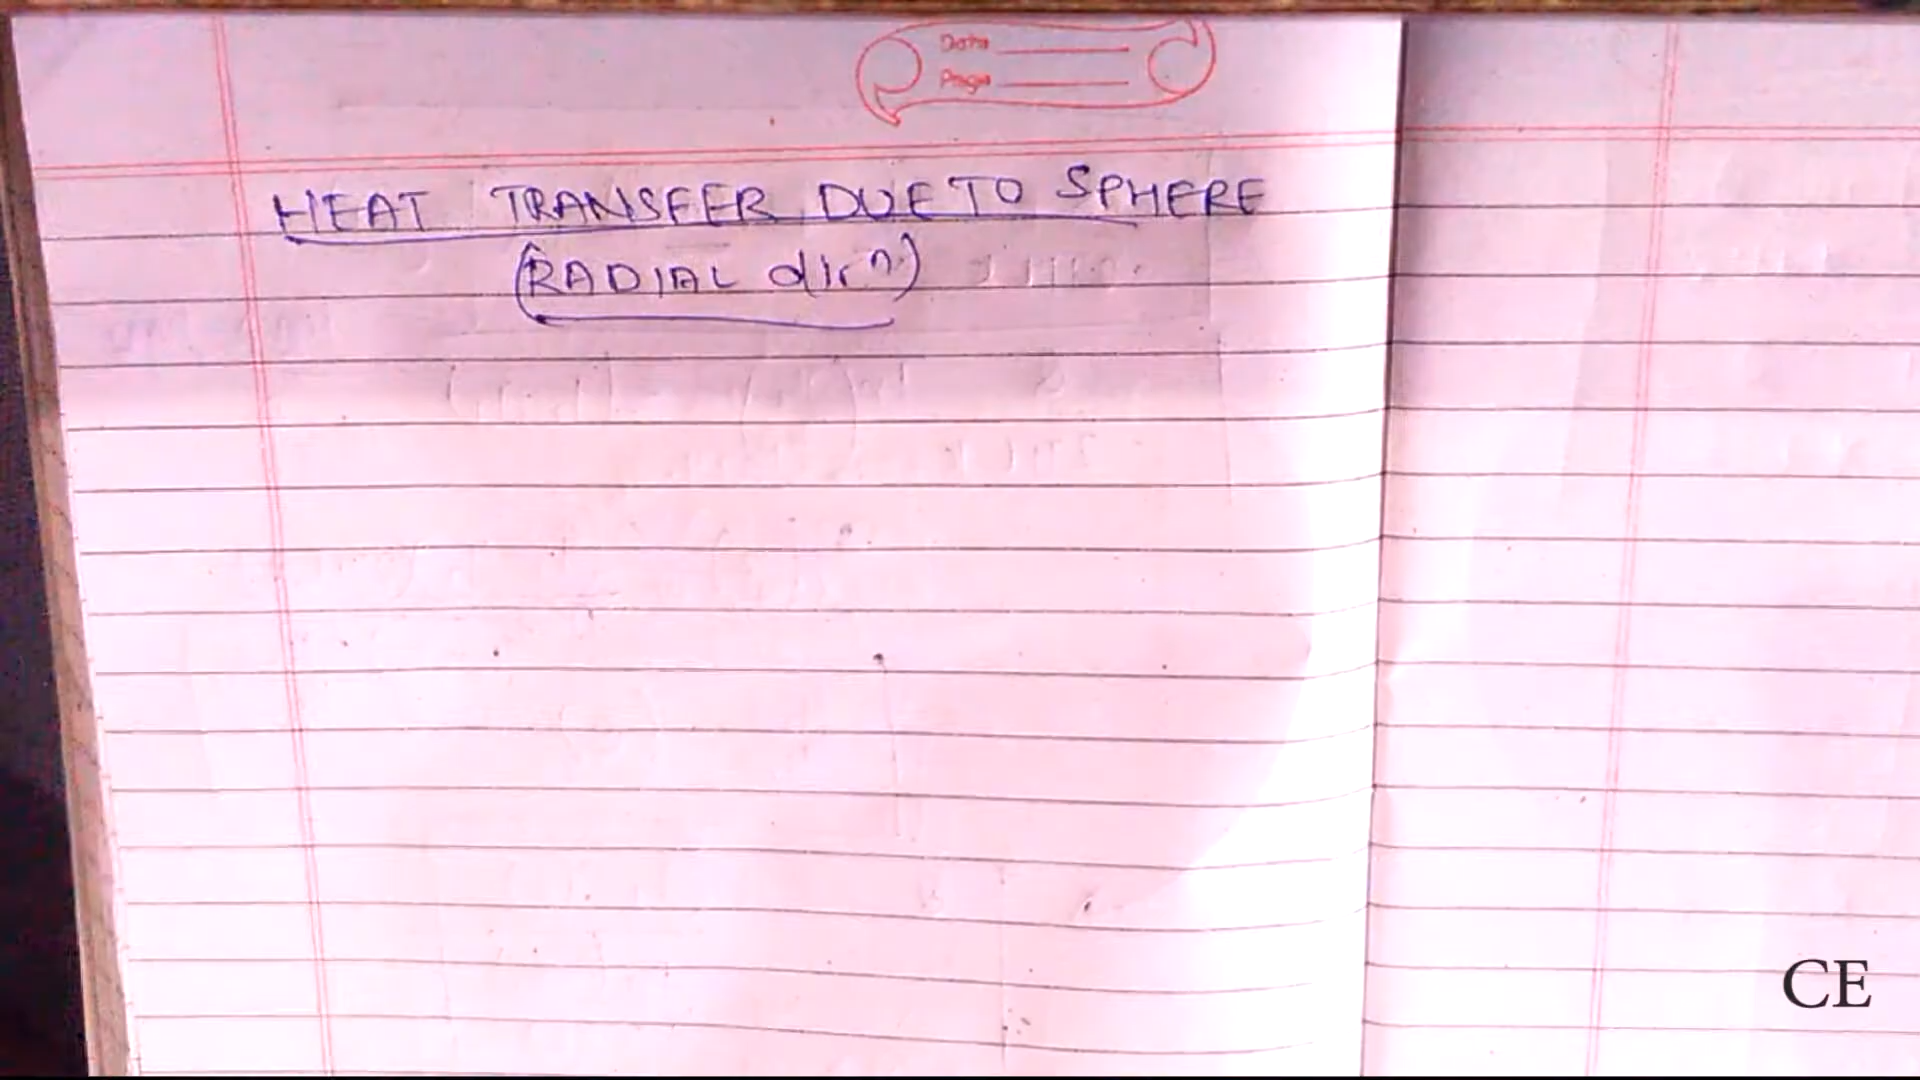 Date
Page
HEAT TRANSFER DUE TO SPHERE
(RADIAL dirⁿ)
CE